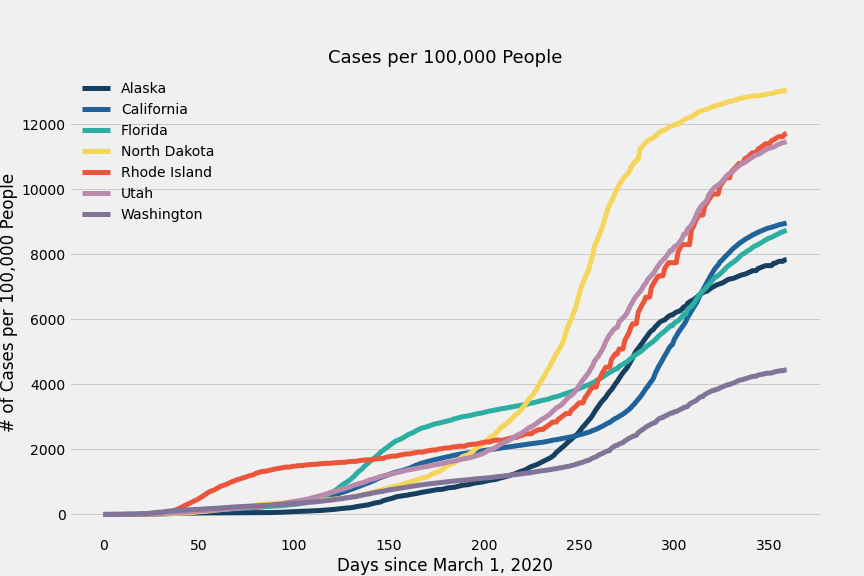 Cases per 100,000 People
Alaska
California
Florida
North Dakota
Rhode Island
Utah
Washington
12000
10000
8000
6000
4000
2000
0
# of Cases per 100,000 People
0 50 100 150 200 250 300 350
Days since March 1, 2020